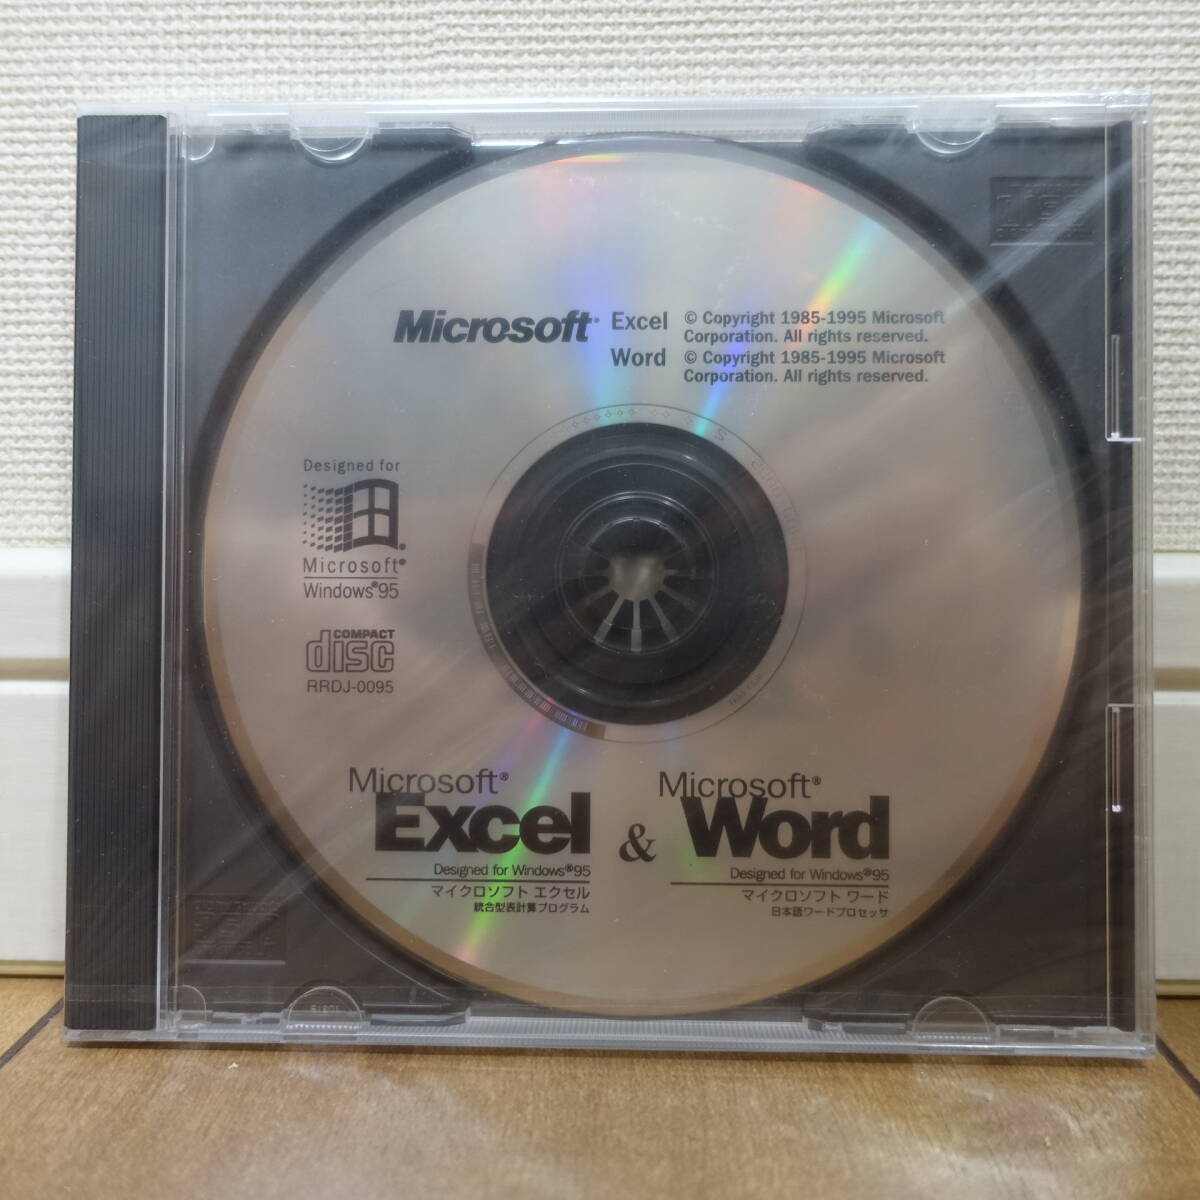 Microsoft® Excel © Copyright 1985-1995 Microsoft
Corporation. All rights reserved.
Word © Copyright 1985-1995 Microsoft
Corporation. All rights reserved.
Designed for
Microsoft®
Windows®95
COMPACT
disc
RRDJ-0095
Microsoft®
Excel
Designed for Windows®95
マイクロソフト エクセル
統合型表計算プログラム
&
Microsoft®
Word
Designed for Windows®95
マイクロソフト ワード
日本語ワードプロセッサ